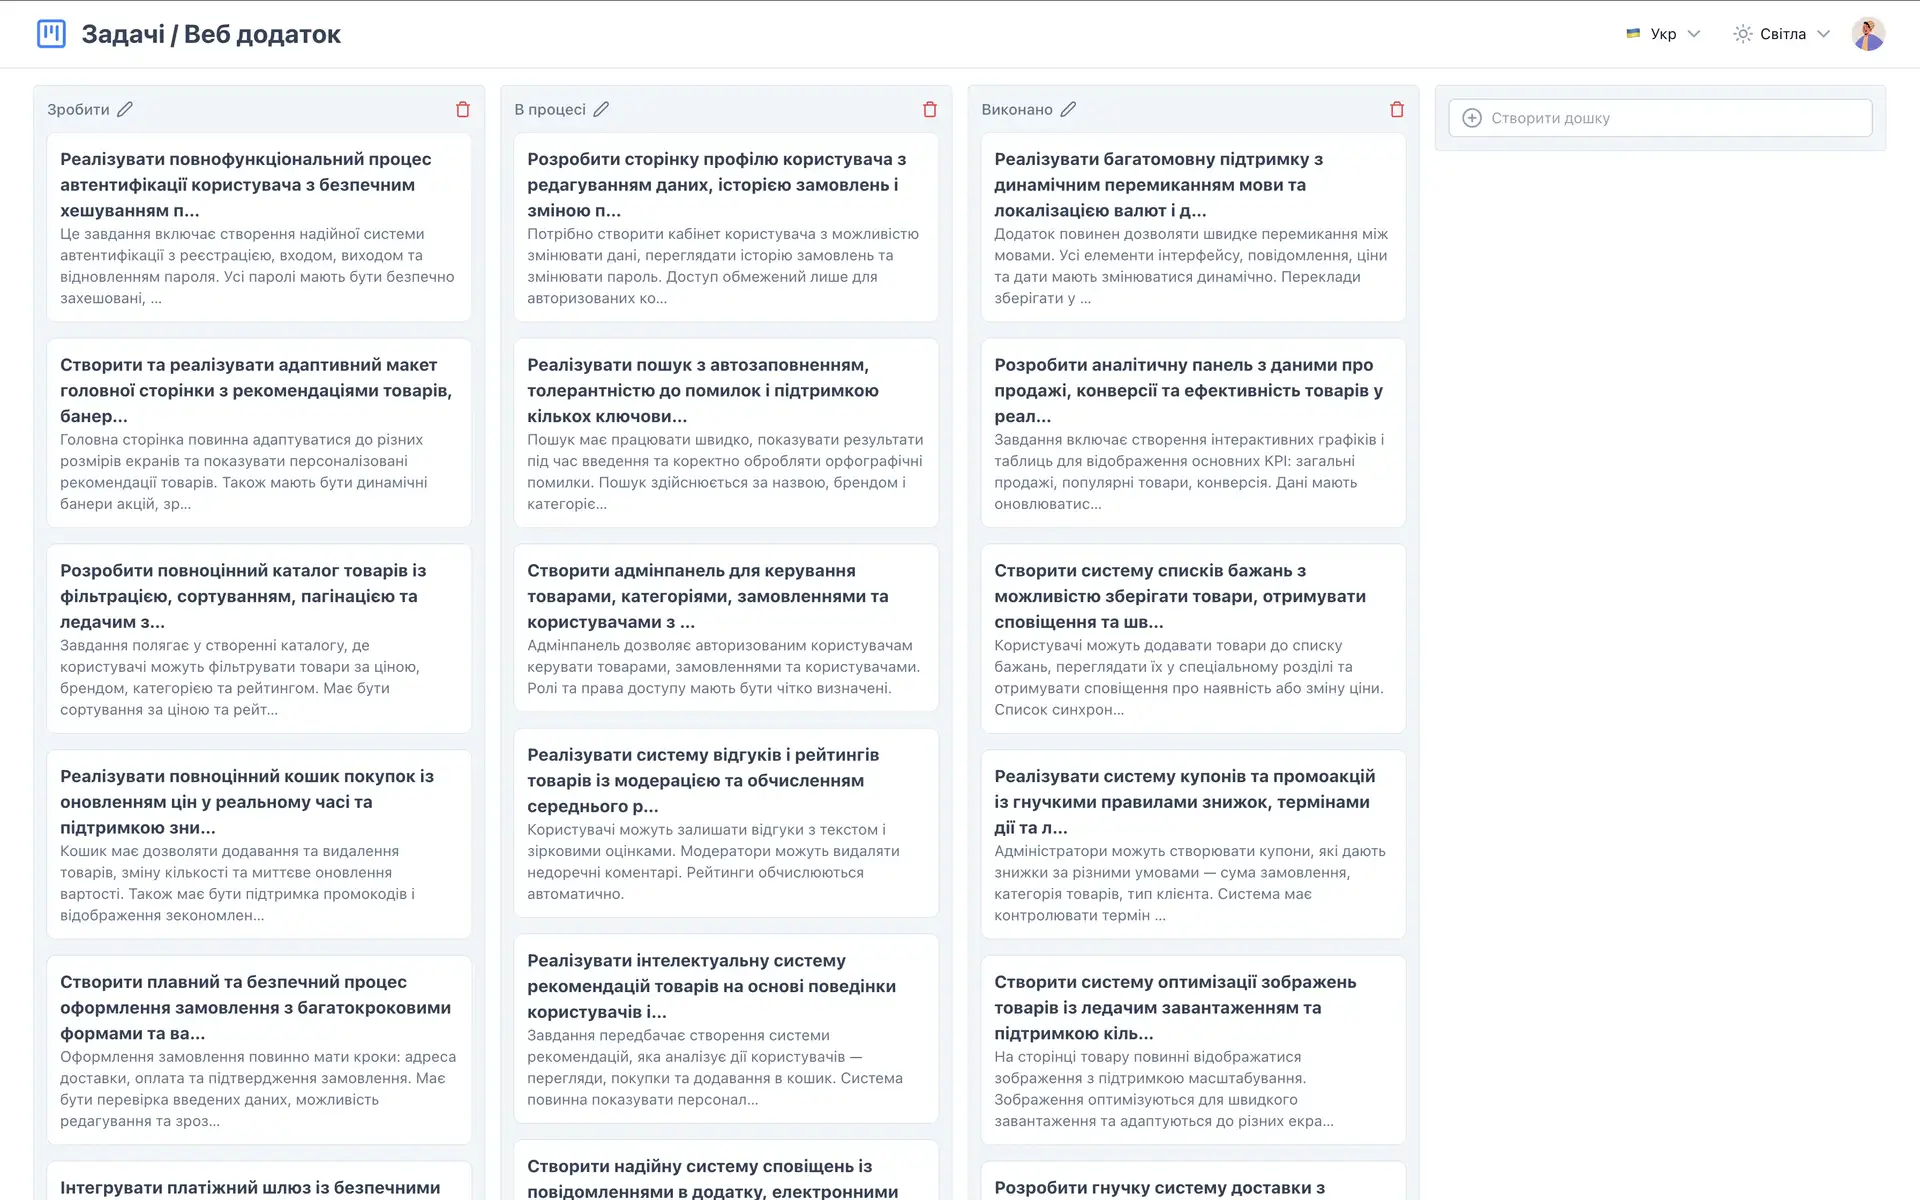 Задачі / Веб додаток
Укр
Світла
Зробити
Реалізувати повнофункціональний процес
автентифікації користувача з безпечним
хешуванням п...
Це завдання включає створення надійної системи
автентифікації з реєстрацією, входом, виходом та
відновленням пароля. Усі паролі мають бути безпечно
захешовані, ...
Створити та реалізувати адаптивний макет
головної сторінки з рекомендаціями товарів,
банер...
Головна сторінка повинна адаптуватися до різних
розмірів екранів та показувати персоналізовані
рекомендації товарів. Також мають бути динамічні
банери акцій, зр...
Розробити повноцінний каталог товарів із
фільтрацією, сортуванням, пагінацією та
ледачим з...
Завдання полягає у створенні каталогу, де
користувачі можуть фільтрувати товари за ціною,
брендом, категорією та рейтингом. Має бути
сортування за ціною та рейт...
Реалізувати повноцінний кошик покупок із
оновленням цін у реальному часі та
підтримкою зни...
Кошик має дозволяти додавання та видалення
товарів, зміну кількості та миттєве оновлення
вартості. Також має бути підтримка промокодів і
відображення зекономлен...
Створити плавний та безпечний процес
оформлення замовлення з багатокроковими
формами та ва...
Оформлення замовлення повинно мати кроки: адреса
доставки, оплата та підтвердження замовлення. Має
бути перевірка введених даних, можливість
редагування та зроз...
Інтегрувати платіжний шлюз із безпечними
В процесі
Розробити сторінку профілю користувача з
редагуванням даних, історією замовлень і
зміною п...
Потрібно створити кабінет користувача з можливістю
змінювати дані, переглядати історію замовлень та
змінювати пароль. Доступ обмежений лише для
авторизованих ко...
Реалізувати пошук з автозаповненням,
толерантністю до помилок і підтримкою
кількох ключови...
Пошук має працювати швидко, показувати результати
під час введення та коректно обробляти орфографічні
помилки. Пошук здійснюється за назвою, брендом і
категоріє...
Створити адмінпанель для керування
товарами, категоріями, замовленнями та
користувачами з ...
Адмінпанель дозволяє авторизованим користувачам
керувати товарами, замовленнями та користувачами.
Ролі та права доступу мають бути чітко визначені.
Реалізувати систему відгуків і рейтингів
товарів із модерацією та обчисленням
середнього р...
Користувачі можуть залишати відгуки з текстом і
зірковими оцінками. Модератори можуть видаляти
недоречні коментарі. Рейтинги обчислюються
автоматично.
Реалізувати інтелектуальну систему
рекомендацій товарів на основі поведінки
користувачів і...
Завдання передбачає створення системи
рекомендацій, яка аналізує дії користувачів —
перегляди, покупки та додавання в кошик. Система
повинна показувати персонал...
Створити надійну систему сповіщень із
повідомленнями в додатку, електронними
Виконано
Реалізувати багатомовну підтримку з
динамічним перемиканням мови та
локалізацією валют і д...
Додаток повинен дозволяти швидке перемикання між
мовами. Усі елементи інтерфейсу, повідомлення, ціни
та дати мають змінюватися динамічно. Переклади
зберігати у ...
Розробити аналітичну панель з даними про
продажі, конверсії та ефективність товарів у
реал...
Завдання включає створення інтерактивних графіків і
таблиць для відображення основних KPI: загальні
продажі, популярні товари, конверсія. Дані мають
оновлюватис...
Створити систему списків бажань з
можливістю зберігати товари, отримувати
сповіщення та шв...
Користувачі можуть додавати товари до списку
бажань, переглядати їх у спеціальному розділі та
отримувати сповіщення про наявність або зміну ціни.
Список синхрон...
Реалізувати систему купонів та промоакцій
із гнучкими правилами знижок, термінами
дії та л...
Адміністратори можуть створювати купони, які дають
знижки за різними умовами — сума замовлення,
категорія товарів, тип клієнта. Система має
контролювати термін ...
Створити систему оптимізації зображень
товарів із ледачим завантаженням та
підтримкою кіль...
На сторінці товару повинні відображатися
зображення з підтримкою масштабування.
Зображення оптимізуються для швидкого
завантаження та адаптуються до різних екра...
Розробити гнучку систему доставки з
Створити дошку